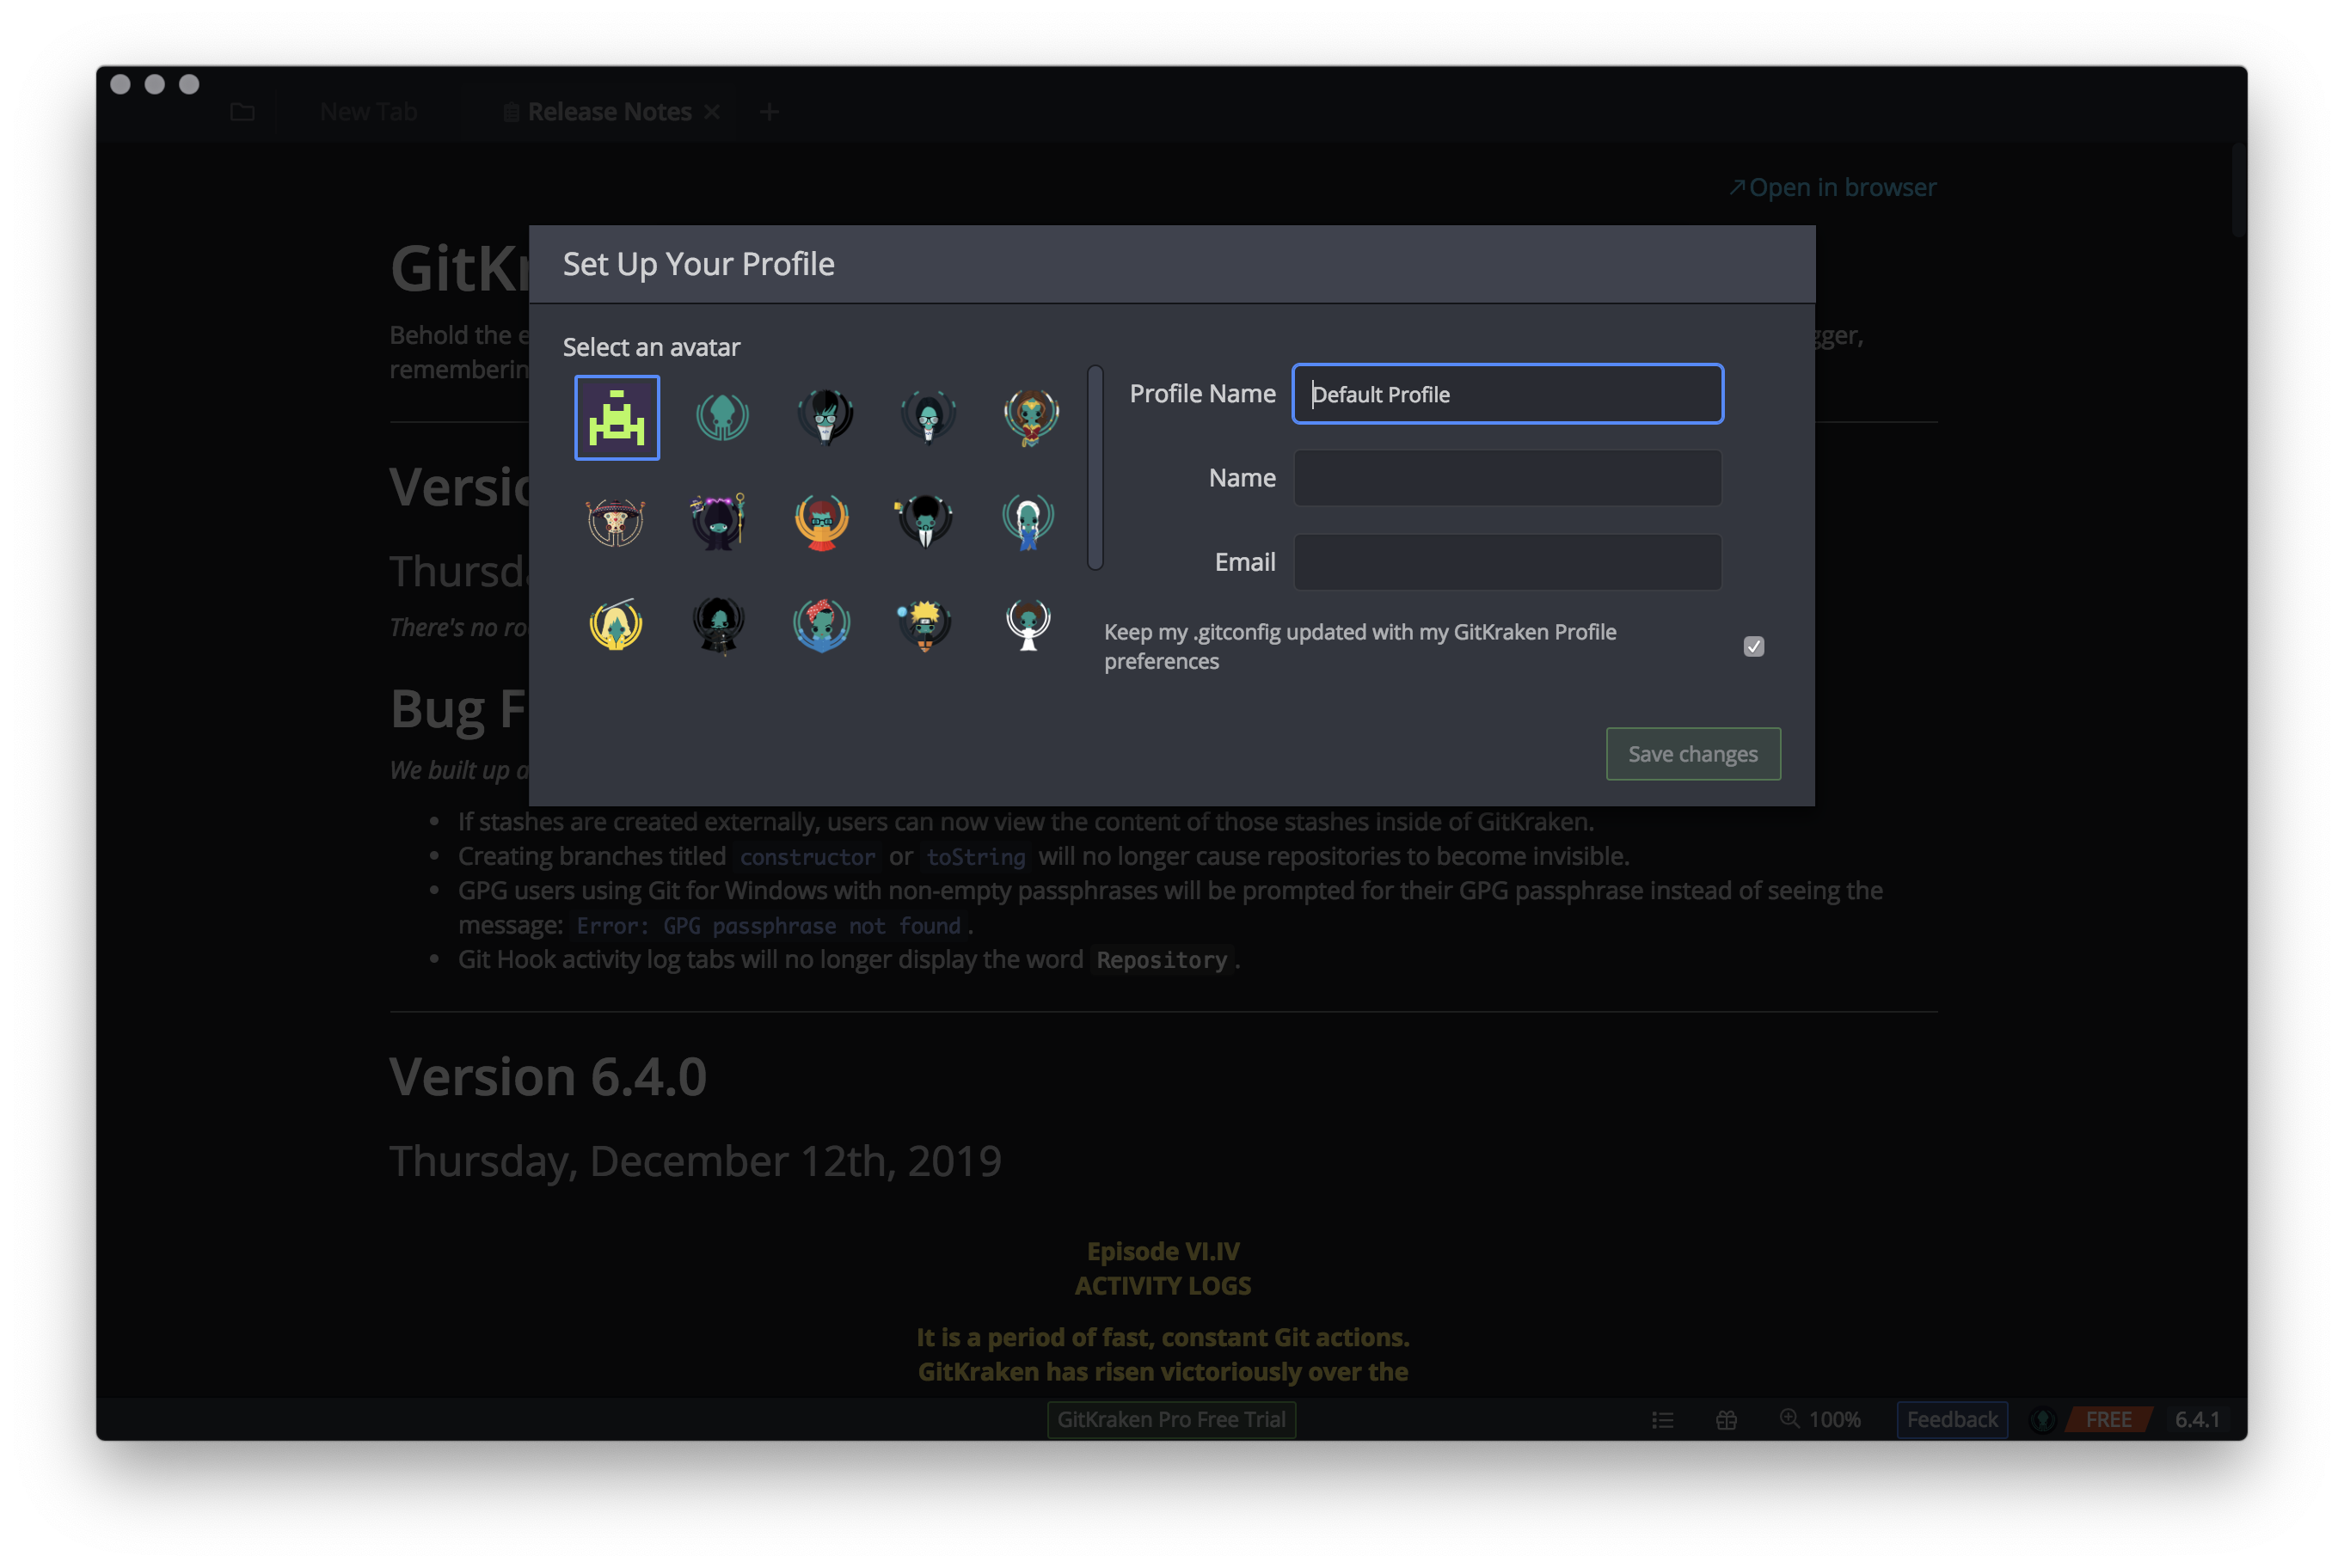 New Tab
Release Notes
Open in browser
GitKr
Set Up Your Profile
Behold the e
gger,
rememberin
Select an avatar
Profile Name
Default Profile
Name
Email
Keep my .gitconfig updated with my GitKraken Profile
preferences
Save changes
Versio
Thursda
There's no ro
Bug F
We built up a
If stashes are created externally, users can now view the content of those stashes inside of GitKraken.
Creating branches titled constructor or toString will no longer cause repositories to become invisible.
GPG users using Git for Windows with non-empty passphrases will be prompted for their GPG passphrase instead of seeing the
message: Error: GPG passphrase not found.
Git Hook activity log tabs will no longer display the word Repository.
Version 6.4.0
Thursday, December 12th, 2019
Episode VI.IV
ACTIVITY LOGS
It is a period of fast, constant Git actions.
GitKraken has risen victoriously over the
GitKraken Pro Free Trial
100%
Feedback
FREE
6.4.1